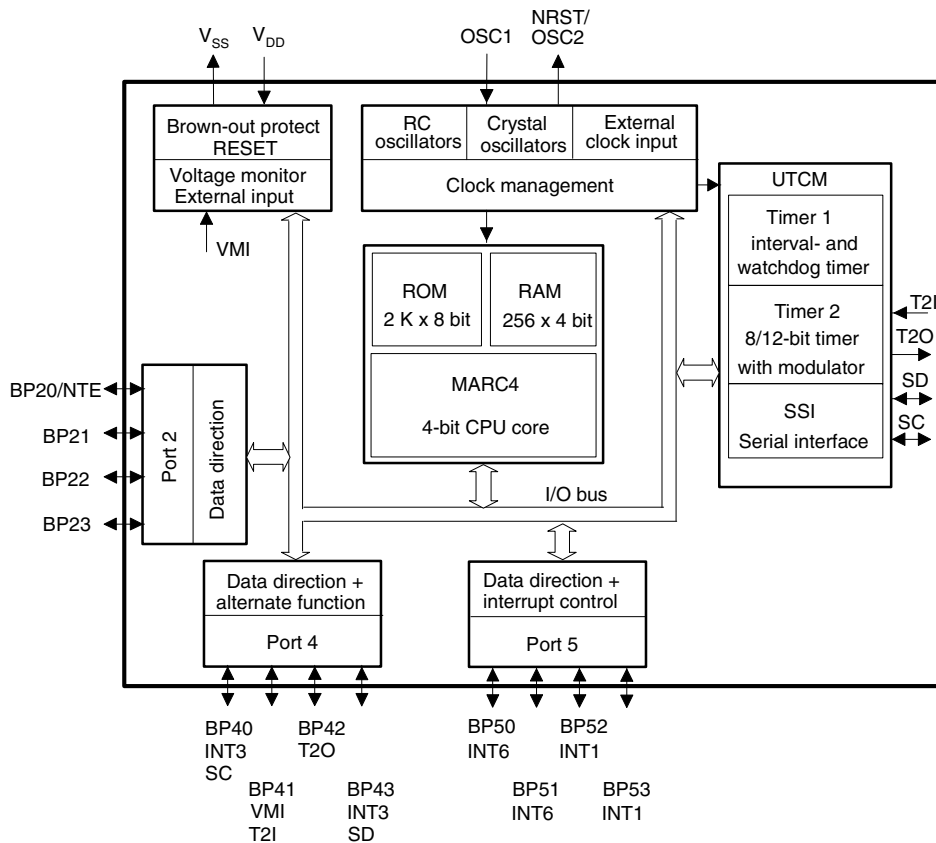 NRST/
OSC2
OSC1
VSS
VDD
Brown-out protect
RESET
Voltage monitor
External input
VMI
RC
oscillators
Crystal
oscillators
External
clock input
Clock management
UTCM
Timer 1
interval- and
watchdog timer
Timer 2
8/12-bit timer
with modulator
SSI
Serial interface
T2I
T2O
SD
SC
ROM
2 K x 8 bit
RAM
256 x 4 bit
MARC4
4-bit CPU core
I/O bus
BP20/NTE
BP21
BP22
BP23
Port 2
Data direction
Data direction +
alternate function
Port 4
Data direction +
interrupt control
Port 5
BP40
INT3
SC
BP41
VMI
T2I
BP42
T2O
BP43
INT3
SD
BP50
INT6
BP51
INT6
BP52
INT1
BP53
INT1